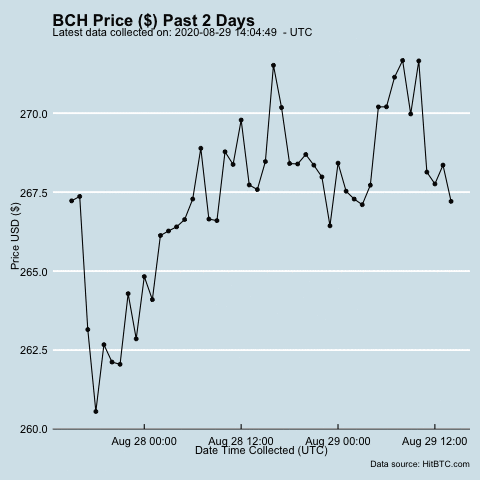 BCH Price ($) Past 2 Days
Latest data collected on: 2020-08-29 14:04:49 - UTC
Price USD ($)
270.0
267.5
265.0
262.5
260.0
Aug 28 00:00 Aug 28 12:00 Aug 29 00:00 Aug 29 12:00
Date Time Collected (UTC)
Data source: HitBTC.com